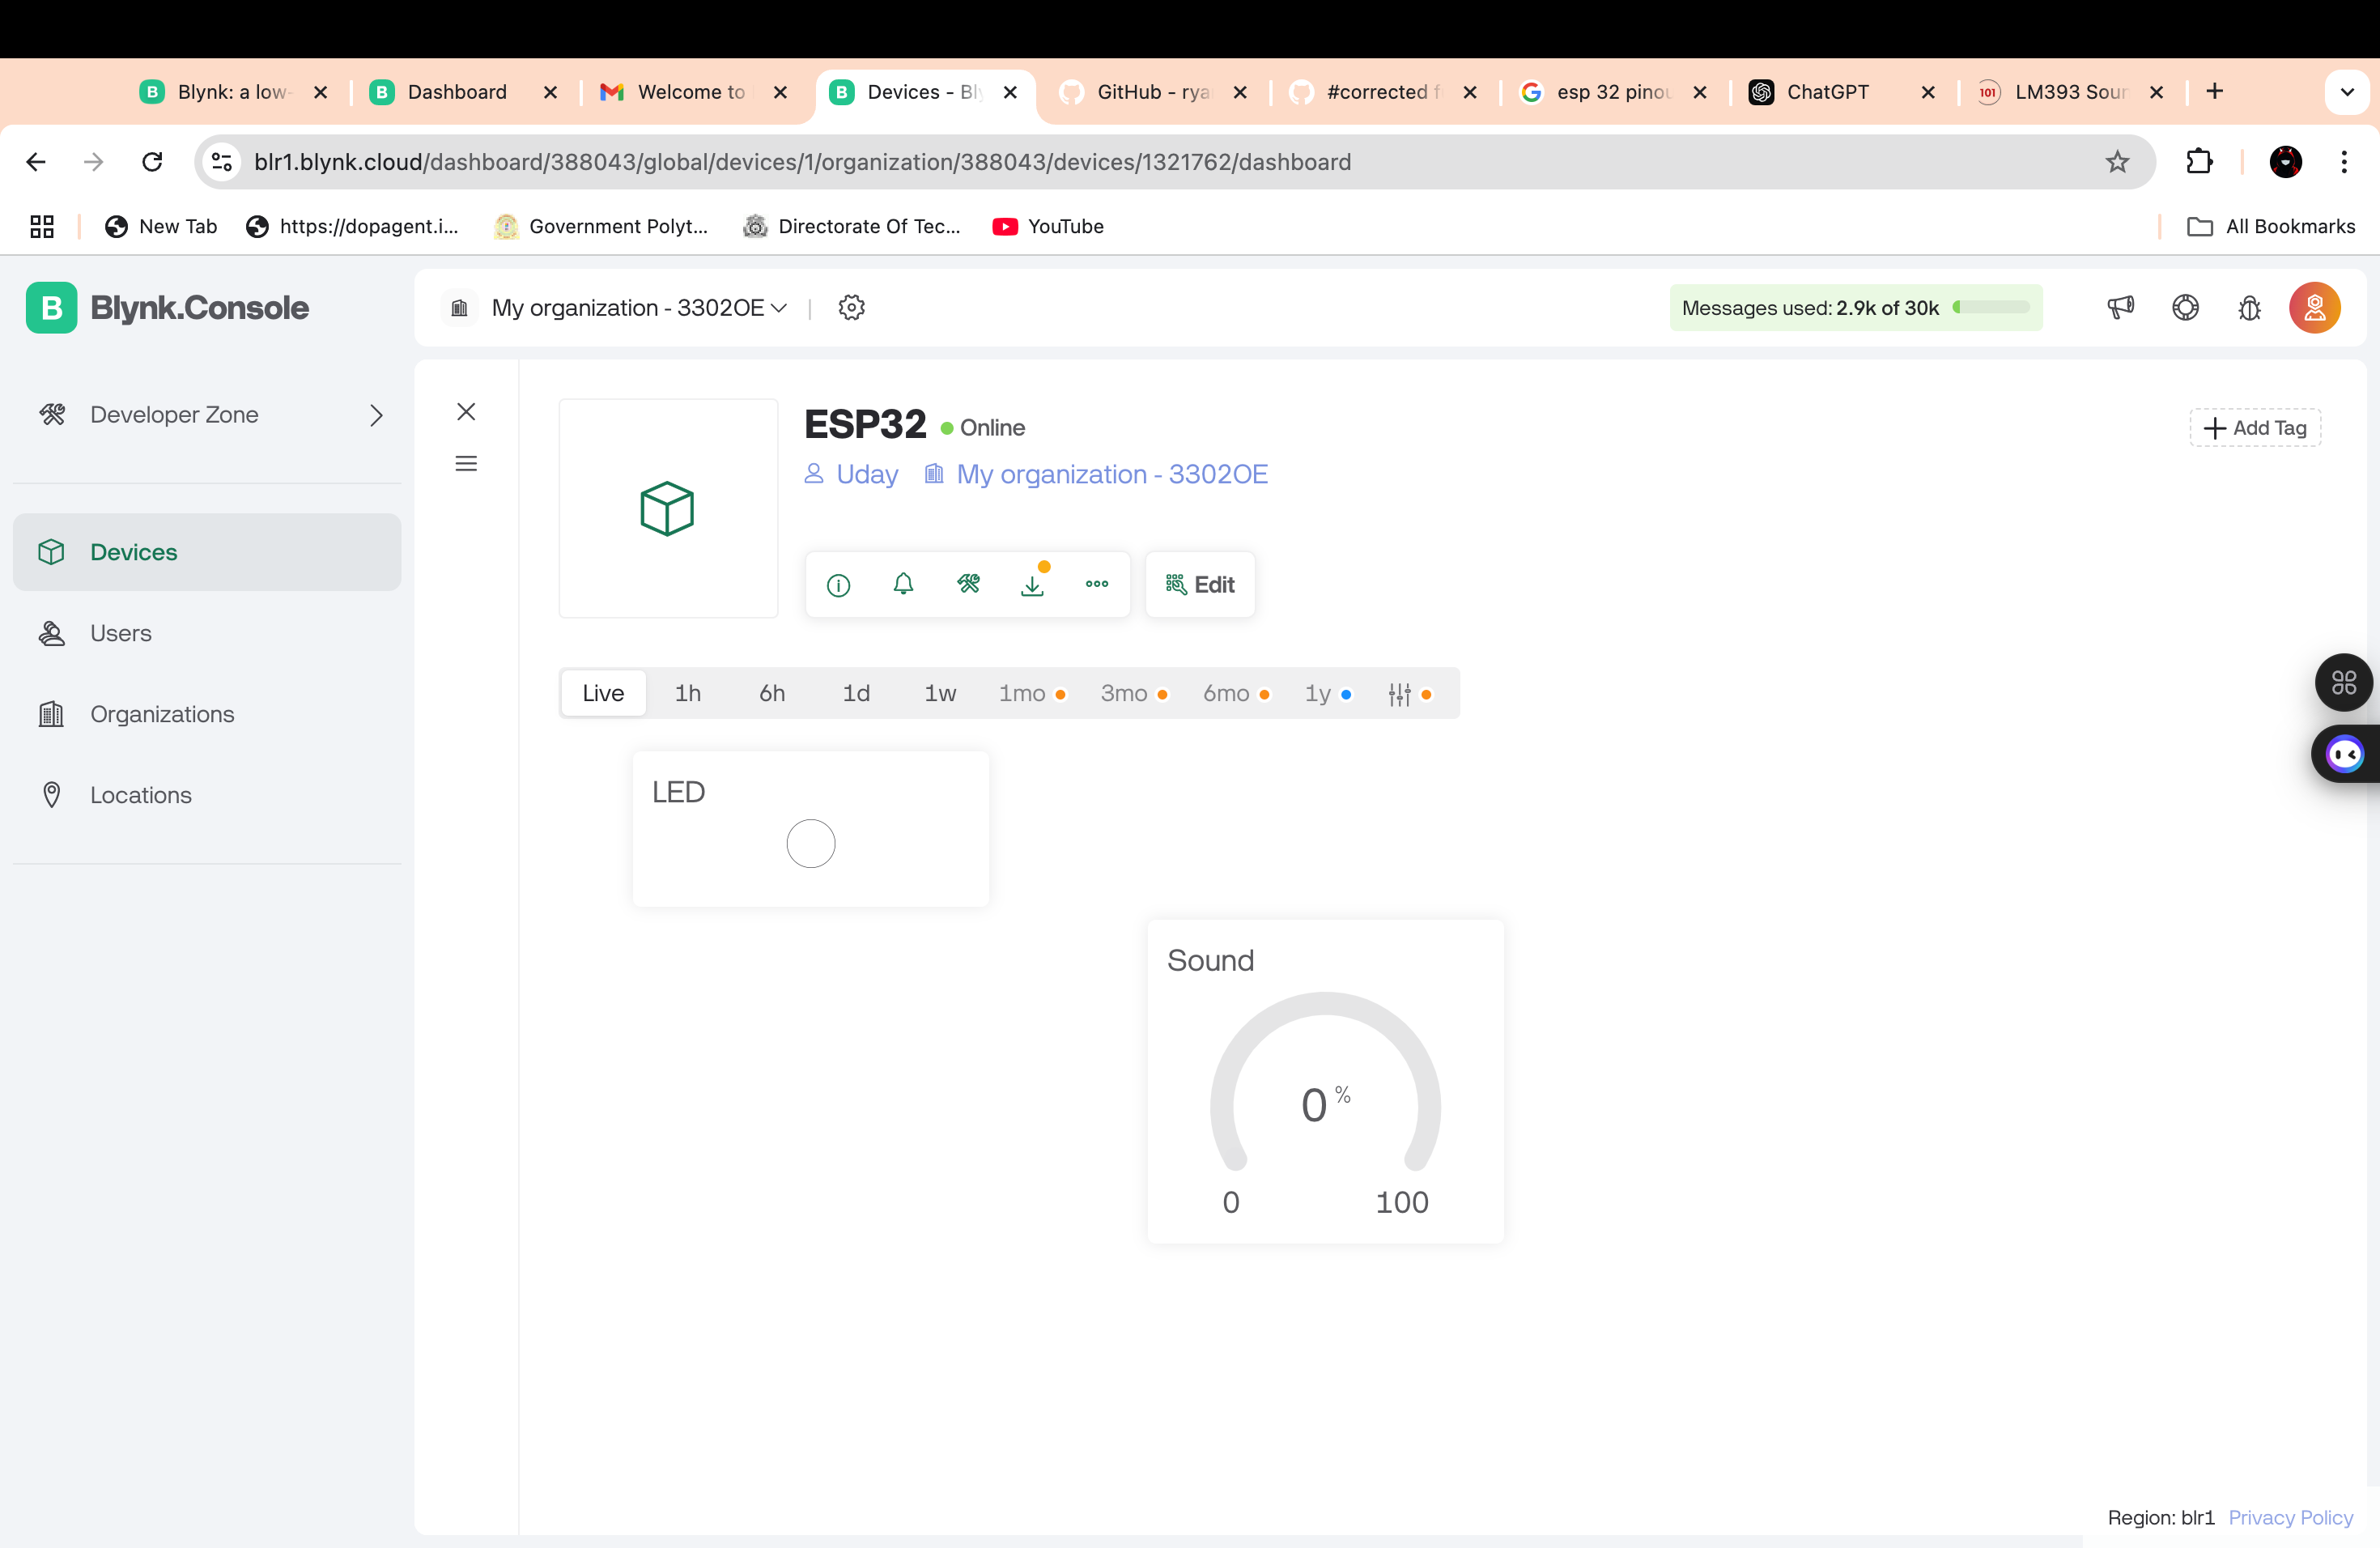 Blynk: a low-
Dashboard
Welcome to
Devices - Bly
GitHub - rya
#corrected f
esp 32 pinou
ChatGPT
101
LM393 Soun
blr1.blynk.cloud/dashboard/388043/global/devices/1/organization/388043/devices/1321762/dashboard
New Tab
https://dopagent.i...
Government Polyt...
Directorate Of Tec...
YouTube
All Bookmarks
B Blynk.Console
My organization - 3302OE
Messages used: 2.9k of 30k
Developer Zone
Devices
Users
Organizations
Locations
ESP32
Online
Add Tag
Uday
My organization - 3302OE
Edit
Live
1h
6h
1d
1w
1mo
3mo
6mo
1y
LED
Sound
0 %
0
100
Region: blr1
Privacy Policy